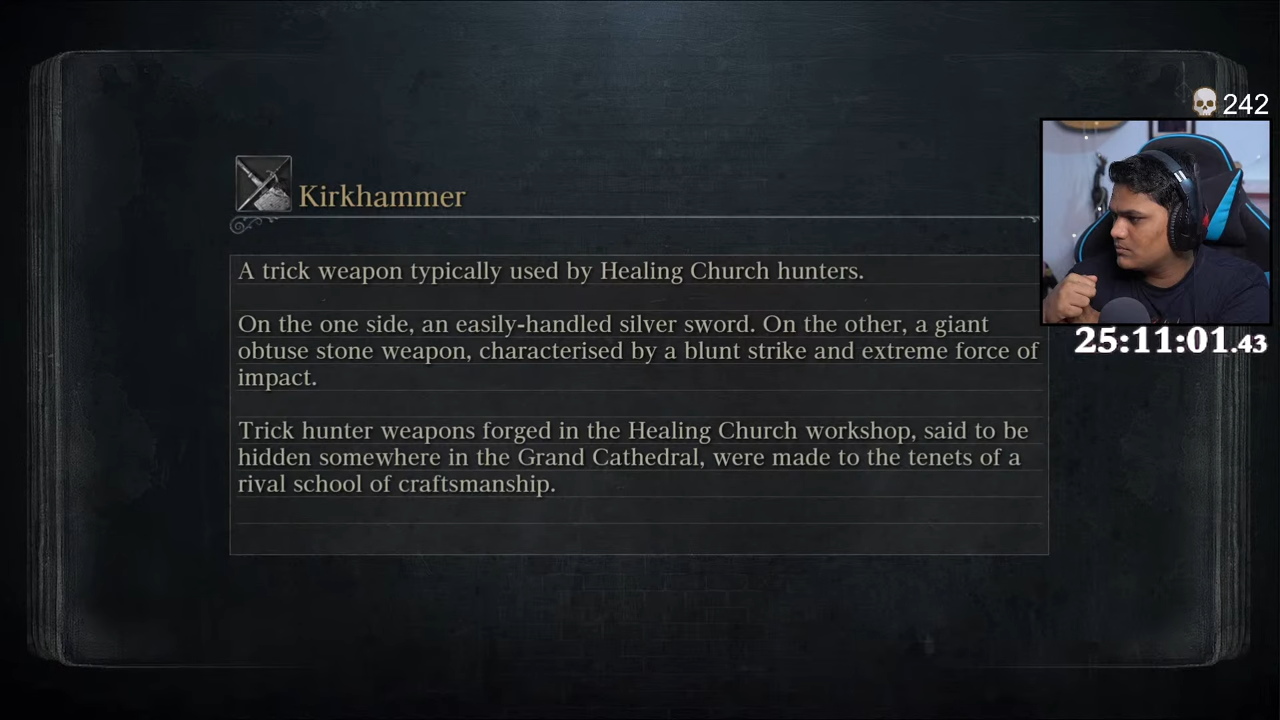 242
Kirkhammer
A trick weapon typically used by Healing Church hunters.
On the one side, an easily-handled silver sword. On the other, a giant
obtuse stone weapon, characterised by a blunt strike and extreme force of
impact.
Trick hunter weapons forged in the Healing Church workshop, said to be
hidden somewhere in the Grand Cathedral, were made to the tenets of a
rival school of craftsmanship.
25:11:01.43